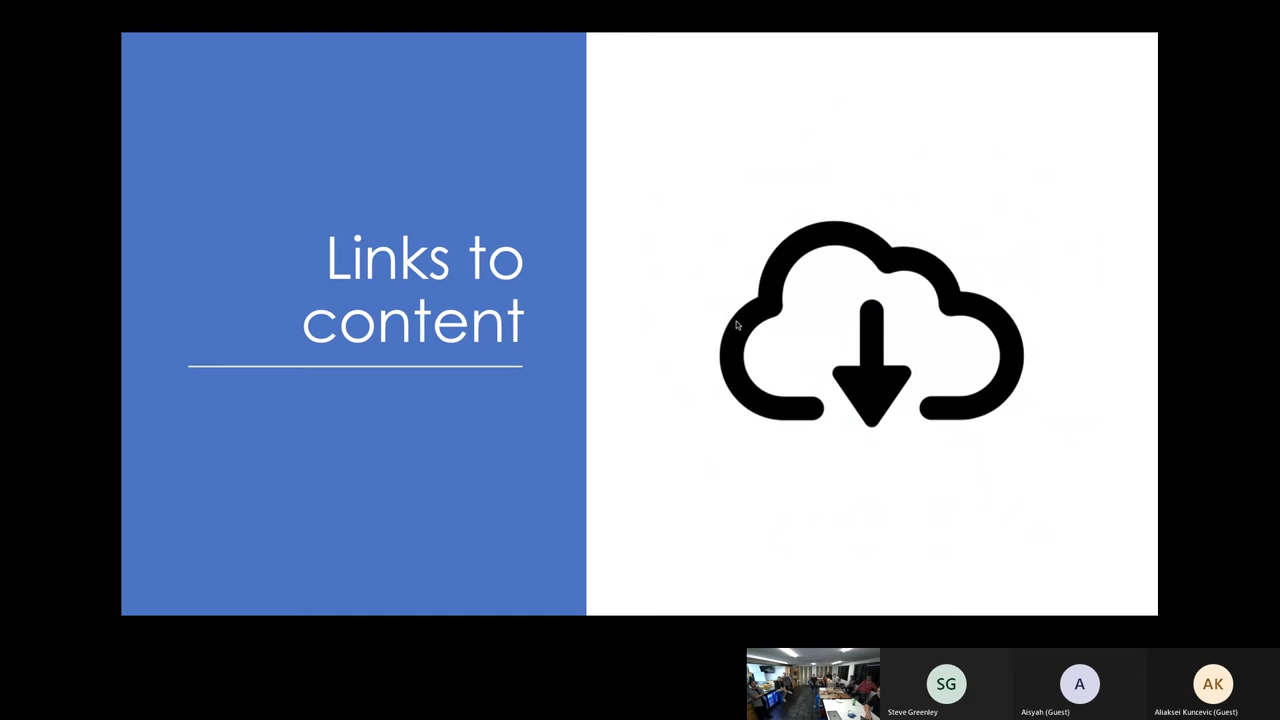 Links to
content
SG
A
AK
Steve Greenley
Aisyah (Guest)
Aliaksei Kuncevic (Guest)